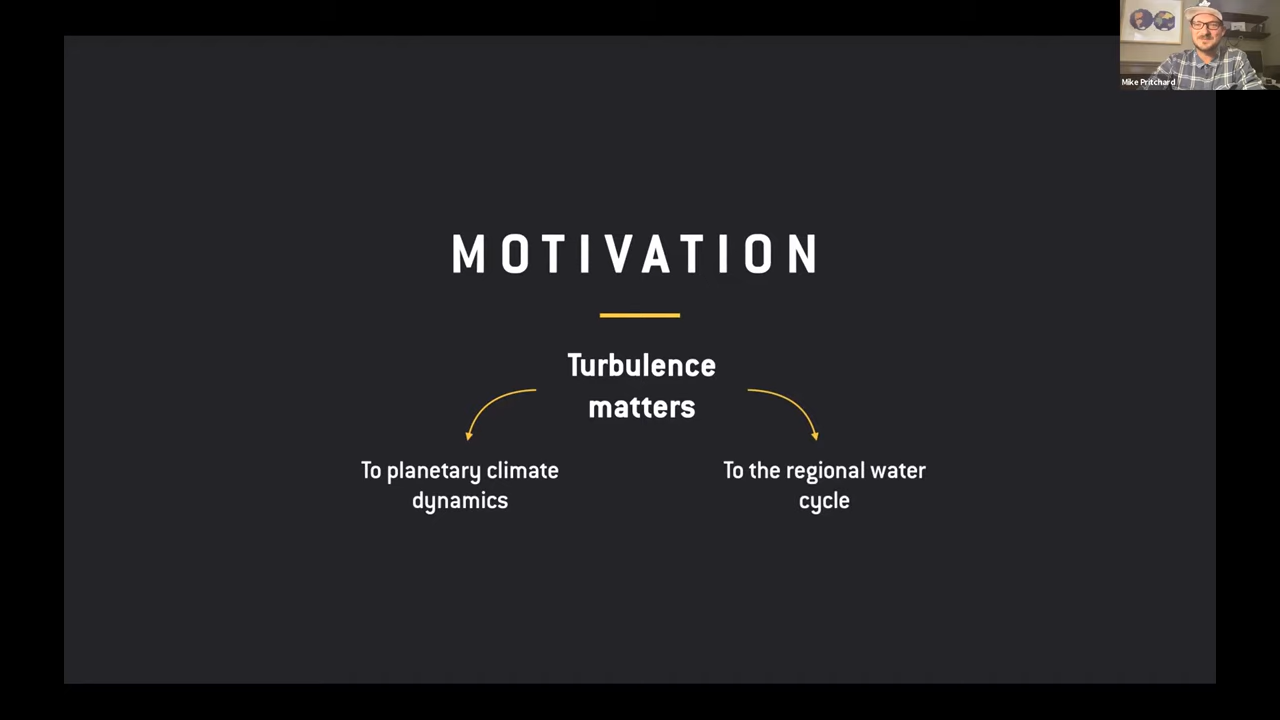 Mike Pritchard
MOTIVATION
Turbulence
matters
To planetary climate
dynamics
To the regional water
cycle